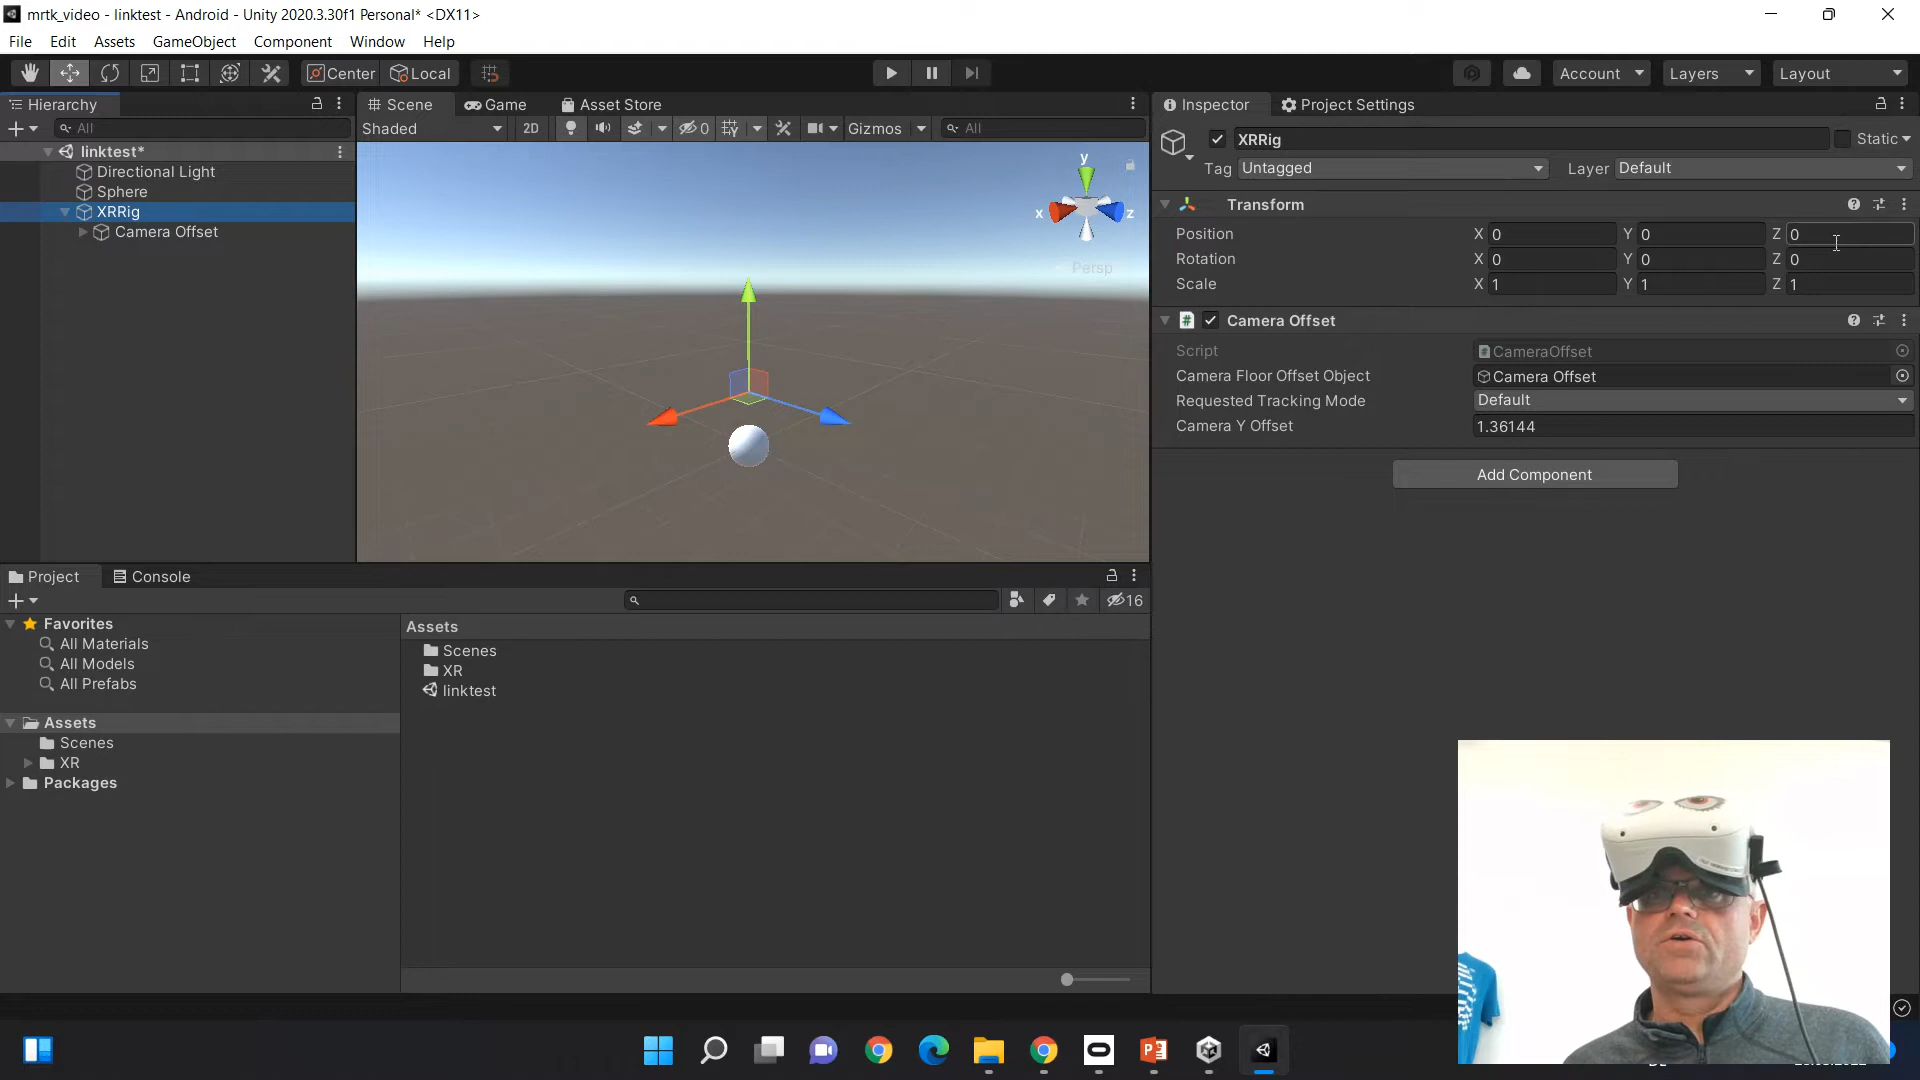 mrtk_video - linktest - Android - Unity 2020.3.30f1 Personal* <DX11>
File Edit Assets GameObject Component Window Help
Center Local Account Layers Layout
Hierarchy
All
linktest*
Directional Light
Sphere
XRRig
Camera Offset
Scene Game Asset Store
Shaded 2D 0 Gizmos All
y
x z
Persp
Inspector Project Settings
XRRig Static
Tag Untagged Layer Default
Transform
Position X 0 Y 0 Z 0
Rotation X 0 Y 0 Z 0
Scale X 1 Y 1 Z 1
Camera Offset
Script CameraOffset
Camera Floor Offset Object Camera Offset
Requested Tracking Mode Default
Camera Y Offset 1.36144
Add Component
Project Console
16
Favorites
All Materials
All Models
All Prefabs
Assets
Scenes
XR
Packages
Assets
Scenes
XR
linktest